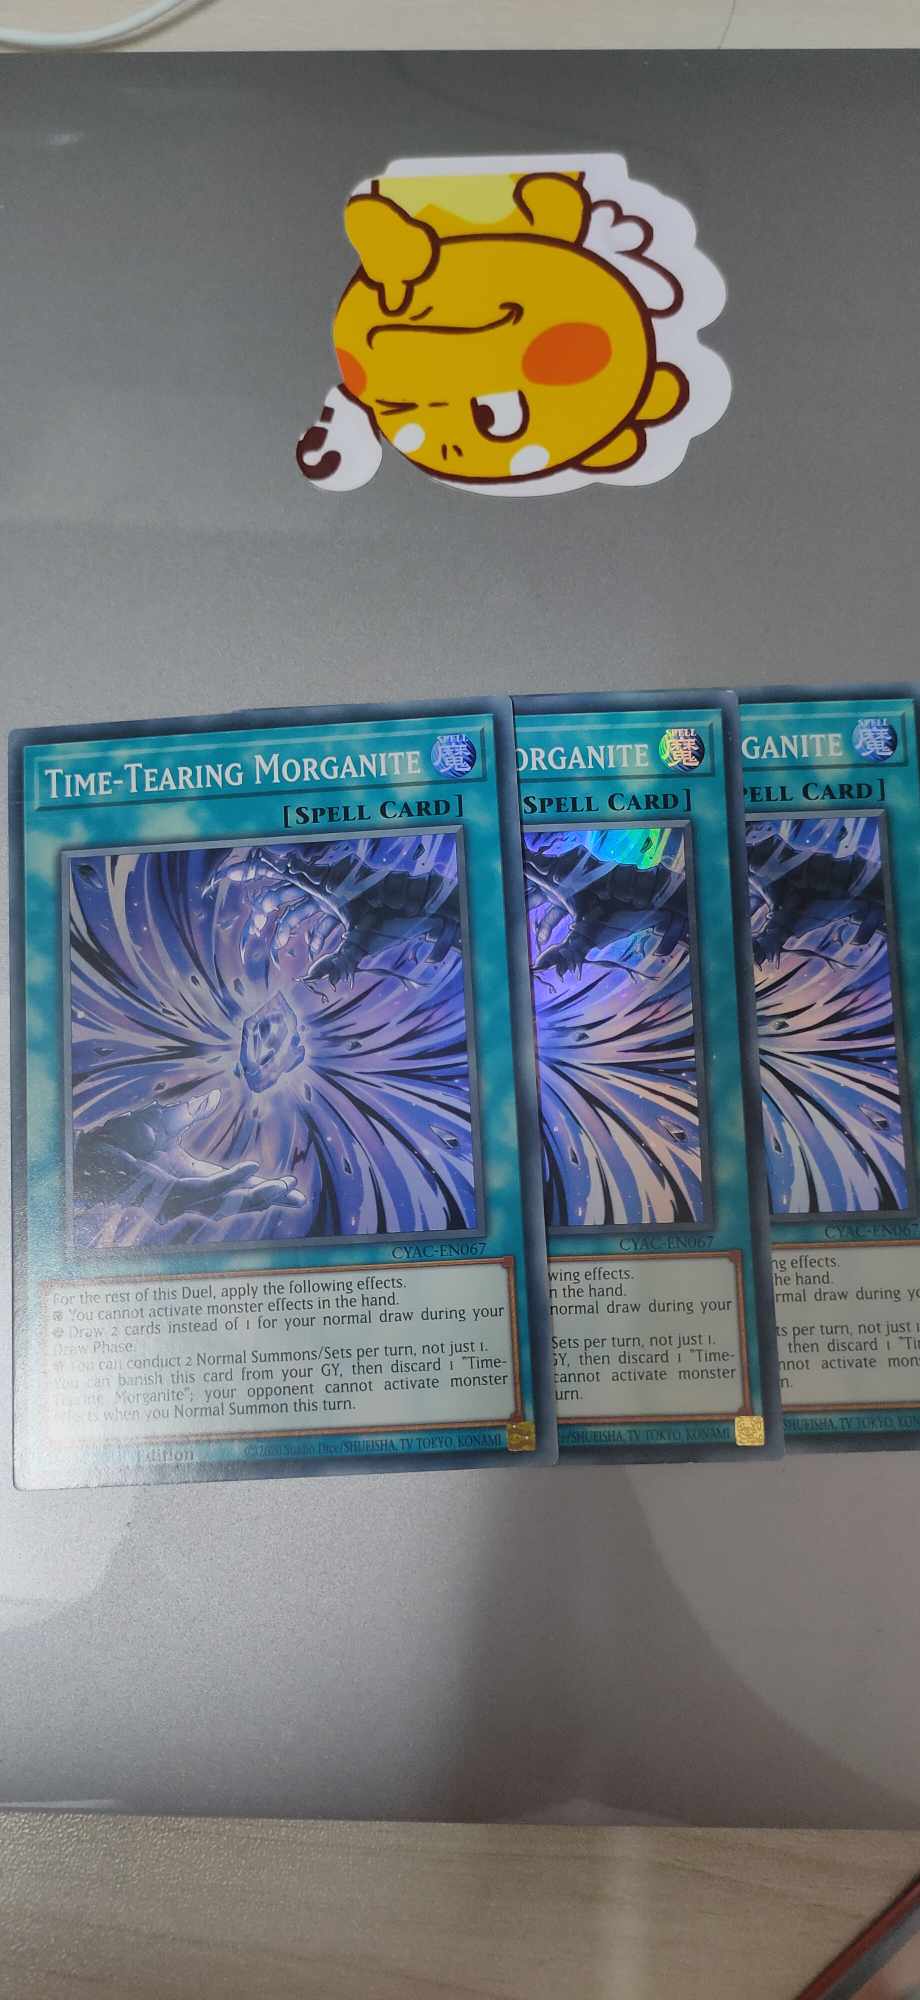 TIME-TEARING MORGANITE
SPELL
魔
[SPELL CARD]
CYAC-EN067
For the rest of this Duel, apply the following effects.
You cannot activate monster effects in the hand.
Draw 2 cards instead of 1 for your normal draw during your
Draw Phase.
You can conduct 2 Normal Summons/Sets per turn, not just 1.
You can banish this card from your GY, then discard 1 "Time-
Tearing Morganite"; your opponent cannot activate monster
effects when you Normal Summon this turn.
Edition
©2020 Studio Dice/SHUEISHA, TV TOKYO, KONAMI
ORGANITE
SPELL
魔
SPELL CARD]
CYAC-EN067
wing effects.
n the hand.
normal draw during your
Sets per turn, not just 1.
GY, then discard 1 "Time-
cannot activate monster
urn.
/SHUEISHA, TV TOKYO, KONAMI
GANITE
SPELL
魔
PELL CARD]
CYAC-EN067
ng effects.
he hand.
rmal draw during your
ts per turn, not just 1.
then discard 1 "Ti
nnot activate mon
n.
SHUEISHA, TV TOKYO, KONAMI